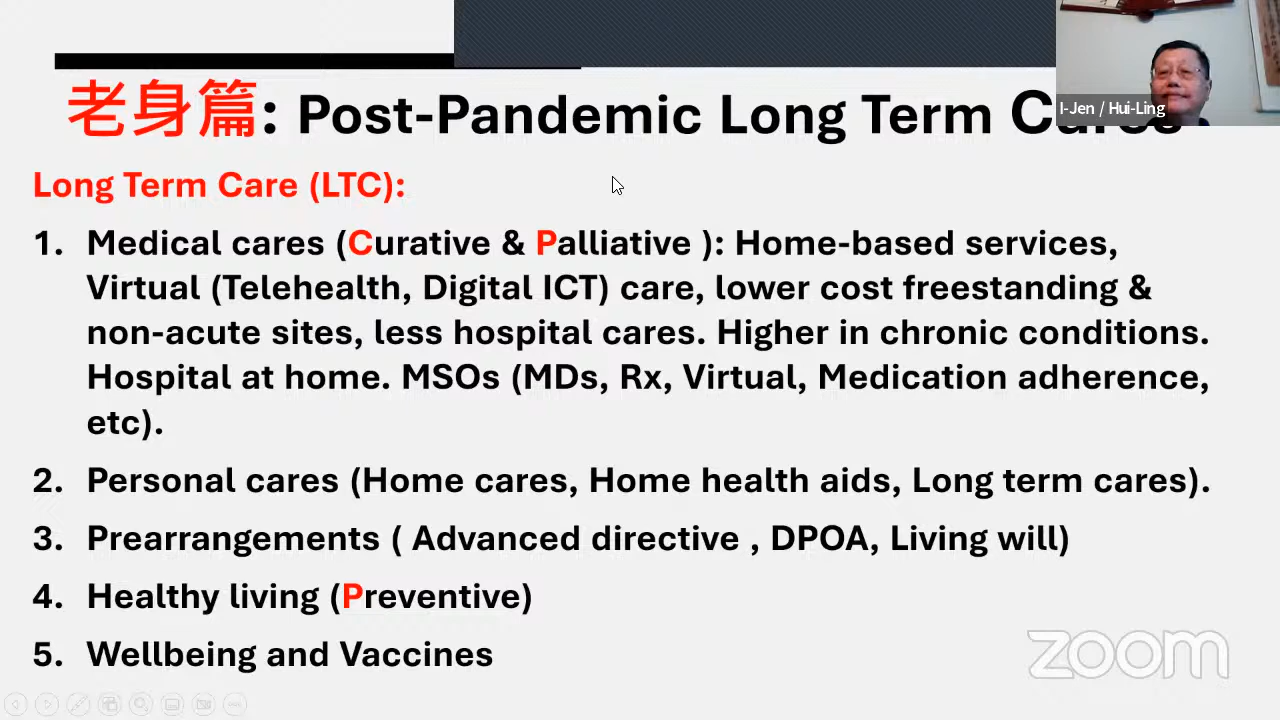 I-Jen / Hui-Ling
老身篇: Post-Pandemic Long Term Cares
Long Term Care (LTC):
1. Medical cares (Curative & Palliative ): Home-based services,
Virtual (Telehealth, Digital ICT) care, lower cost freestanding &
non-acute sites, less hospital cares. Higher in chronic conditions.
Hospital at home. MSOs (MDs, Rx, Virtual, Medication adherence,
etc).
2. Personal cares (Home cares, Home health aids, Long term cares).
3. Prearrangements ( Advanced directive , DPOA, Living will)
4. Healthy living (Preventive)
5. Wellbeing and Vaccines
zoom